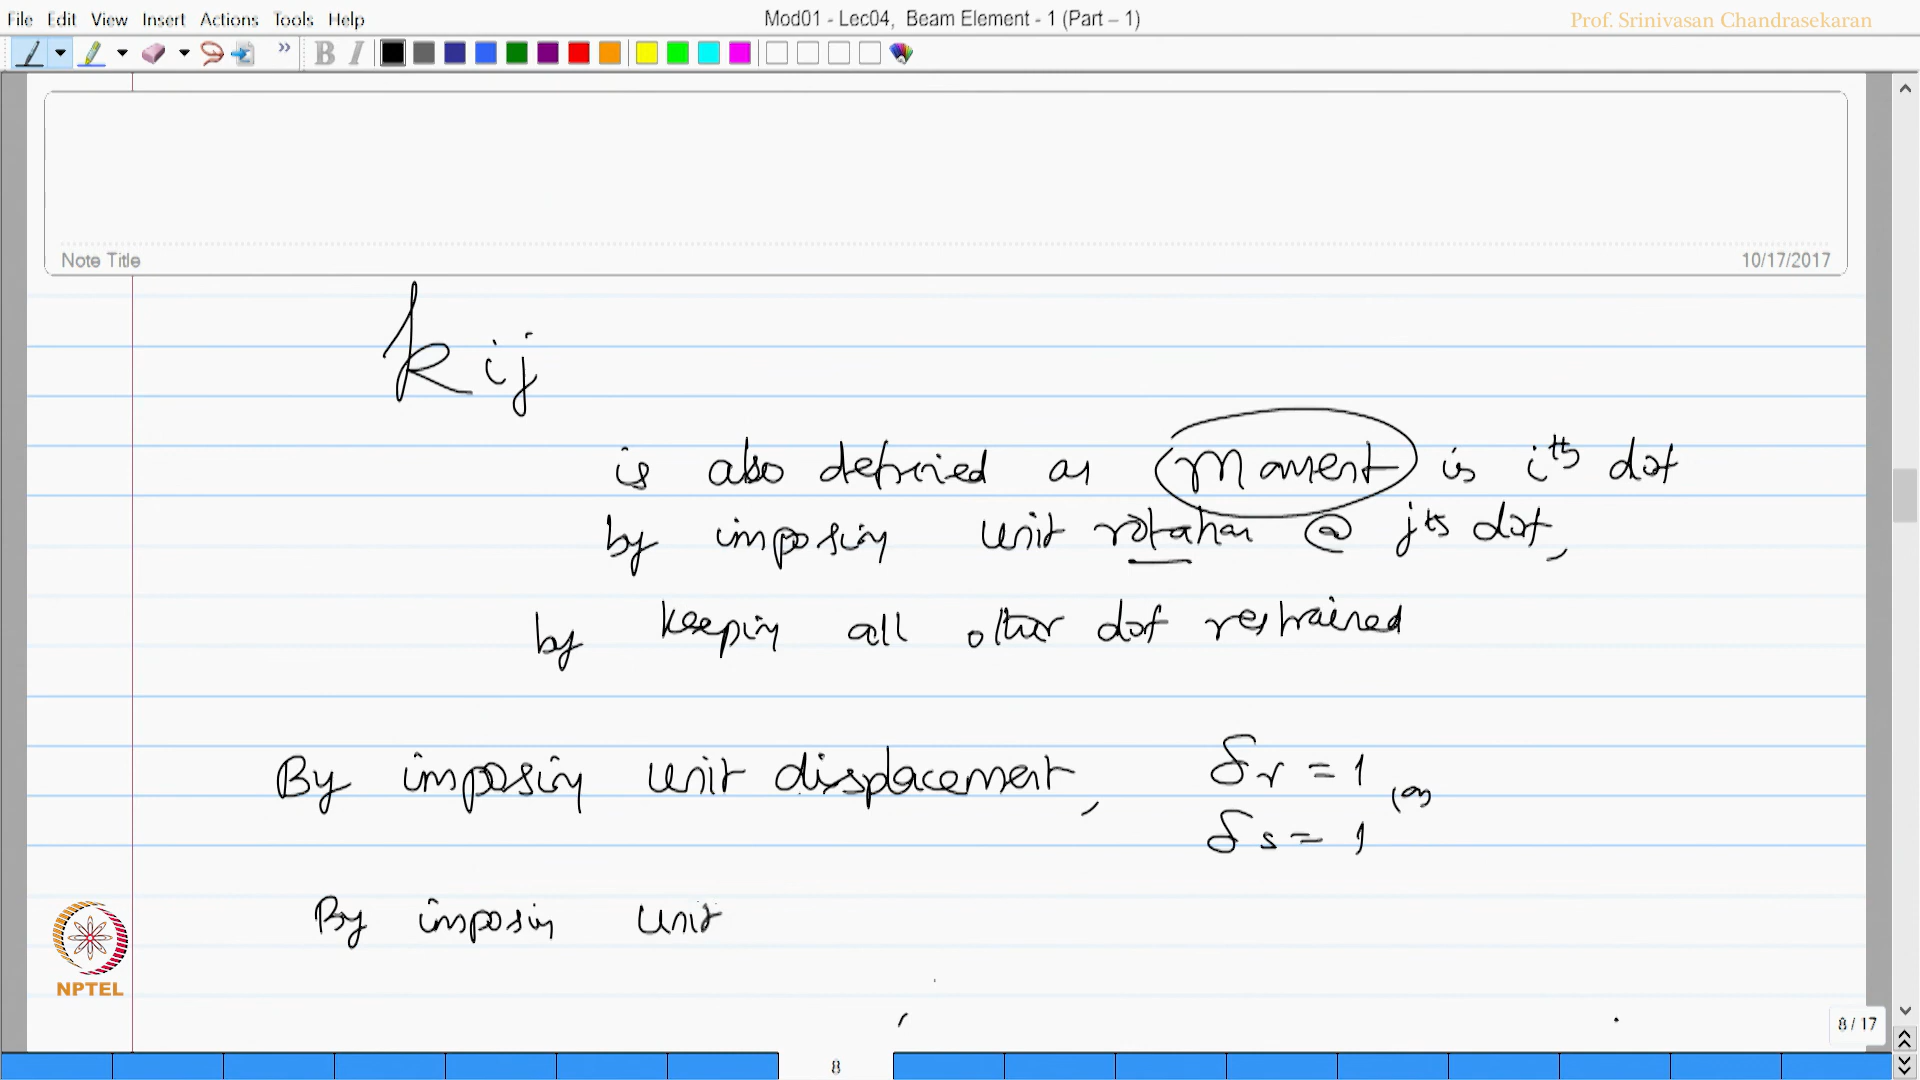 File Edit View Insert Actions Tools Help
Mod01 - Lec04, Beam Element - 1 (Part – 1)
Prof. Srinivasan Chandrasekaran
B I
Note Title
10/17/2017
kij
is also defined as moment is ith dof
by imposing unit rotation @ jth dof,
by keeping all other dof restrained
By imposing unit displacement, δr = 1 (or)
δs = 1
By imposing unit
NPTEL
8 / 17
8